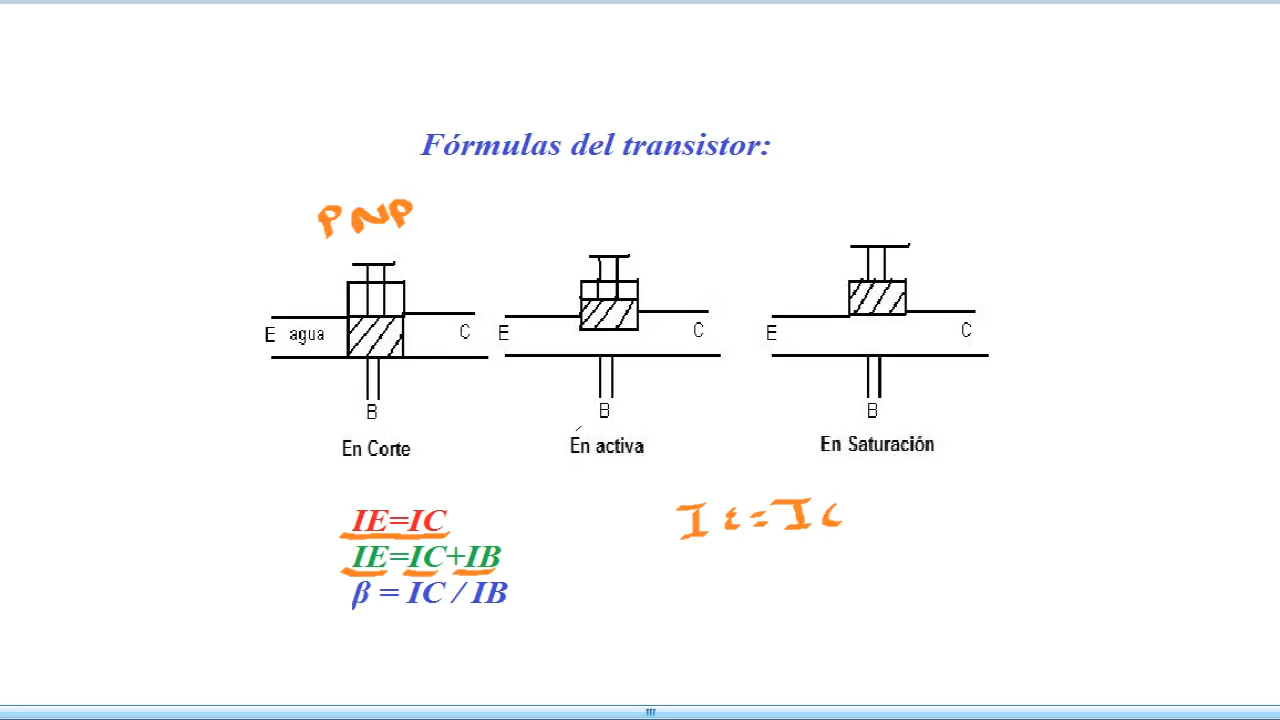 Fórmulas del transistor:
PNP
E agua C
B
En Corte
E C
B
En activa
E C
B
En Saturación
IE=IC
IE=IC+IB
β = IC / IB
IE=IC